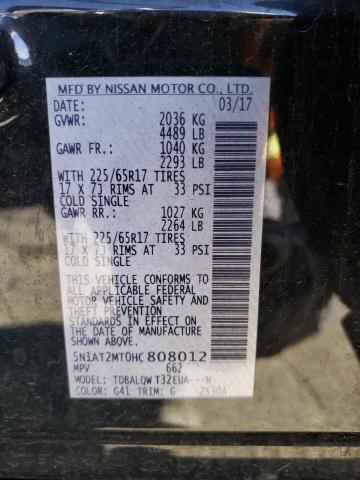 MFD BY NISSAN MOTOR CO., LTD.
DATE: 03/17
GVWR: 2036 KG
4489 LB
GAWR FR.: 1040 KG
2293 LB
WITH 225/65R17 TIRES
17 X 7J RIMS AT 33 PSI
COLD SINGLE
GAWR RR.: 1027 KG
2264 LB
WITH 225/65R17 TIRES
17 X 7J RIMS AT 33 PSI
COLD SINGLE
THIS VEHICLE CONFORMS TO
ALL APPLICABLE FEDERAL
MOTOR VEHICLE SAFETY AND
THEFT PREVENTION STANDARDS
IN EFFECT ON THE DATE
OF MANUFACTURE SHOWN
ABOVE.
5N1AT2MT0HC808012
MPV 662
MODEL: TDBALQW T32EUA---M-
COLOR: G41 TRIM: G